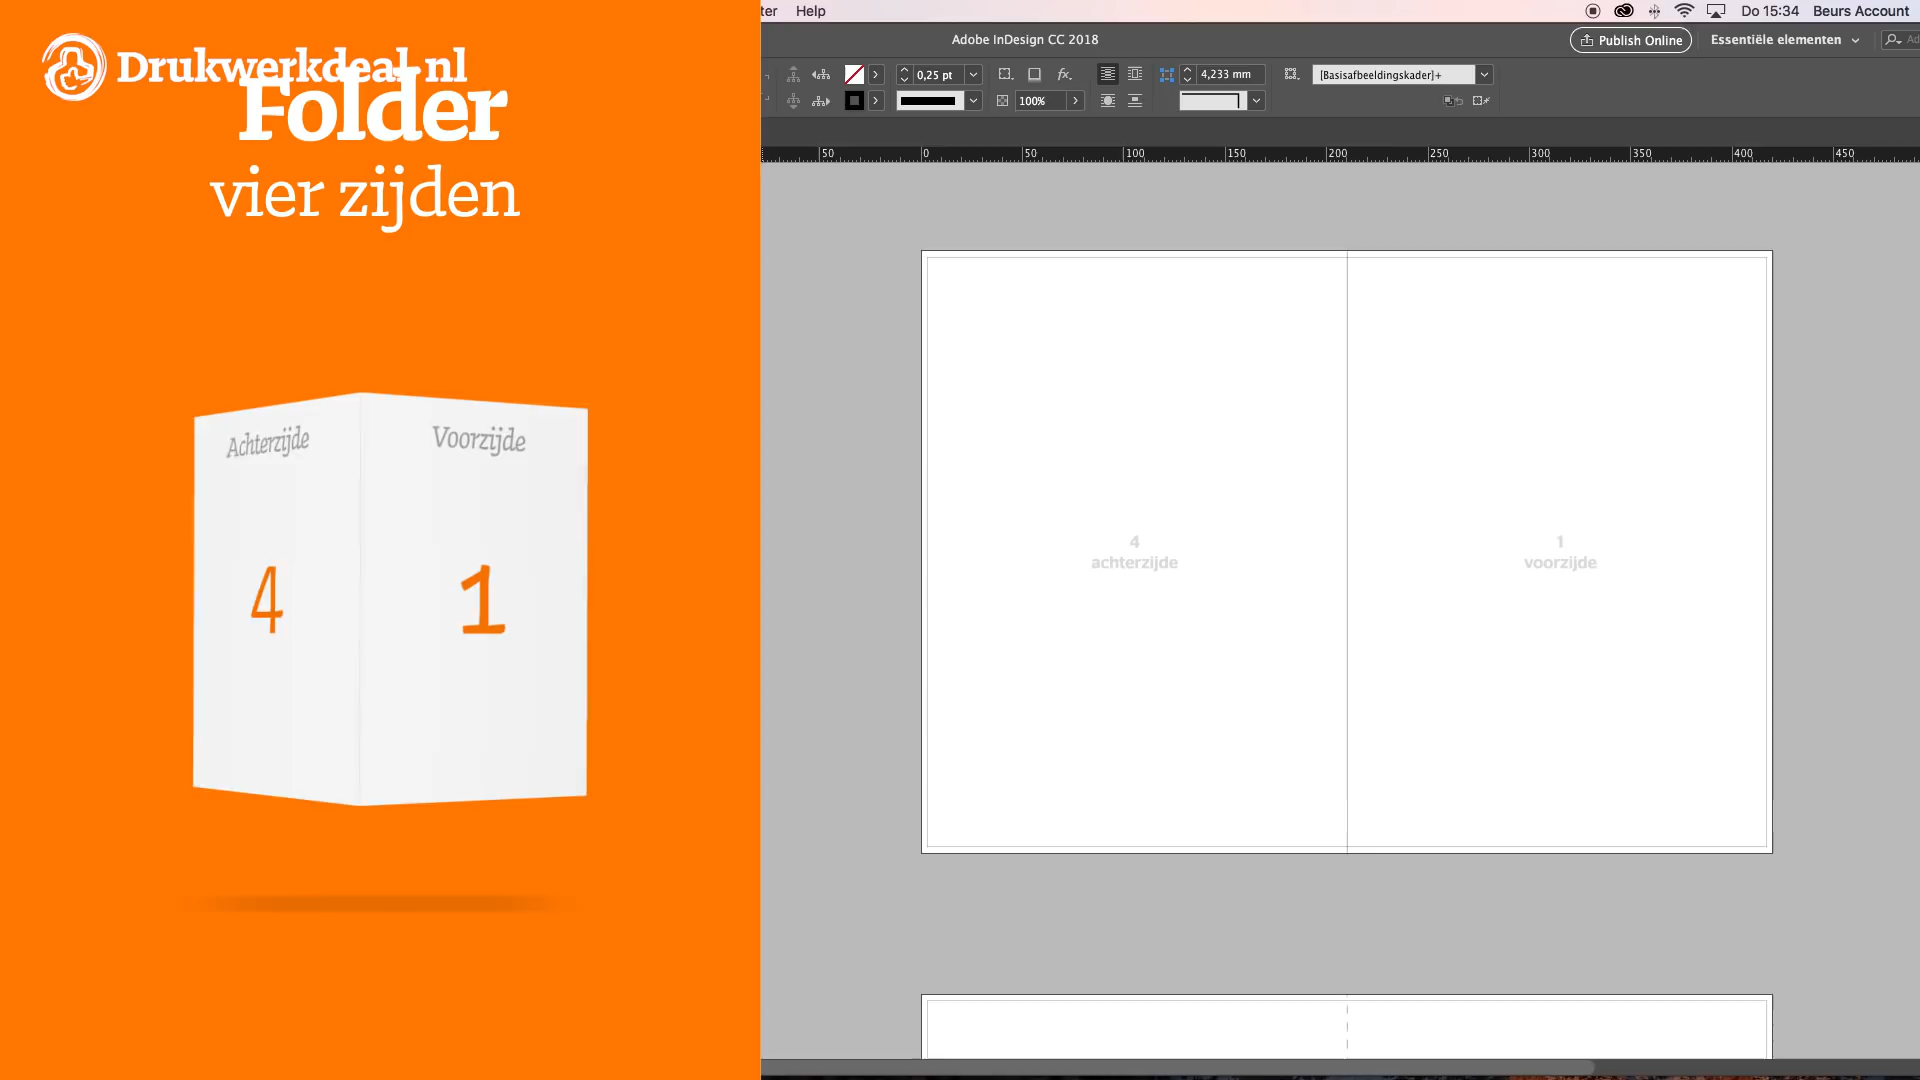 Drukwerkdeal.nl
Folder
vier zijden
Achterzijde
Voorzijde
4
1
ter Help
Do 15:34 Beurs Account
Adobe InDesign CC 2018
Publish Online
Essentiële elementen
Ad
0,25 pt
fx.
4,233 mm
[Basisafbeeldingskader]+
100%
50 0 50 100 150 200 250 300 350 400 450
4
achterzijde
1
voorzijde